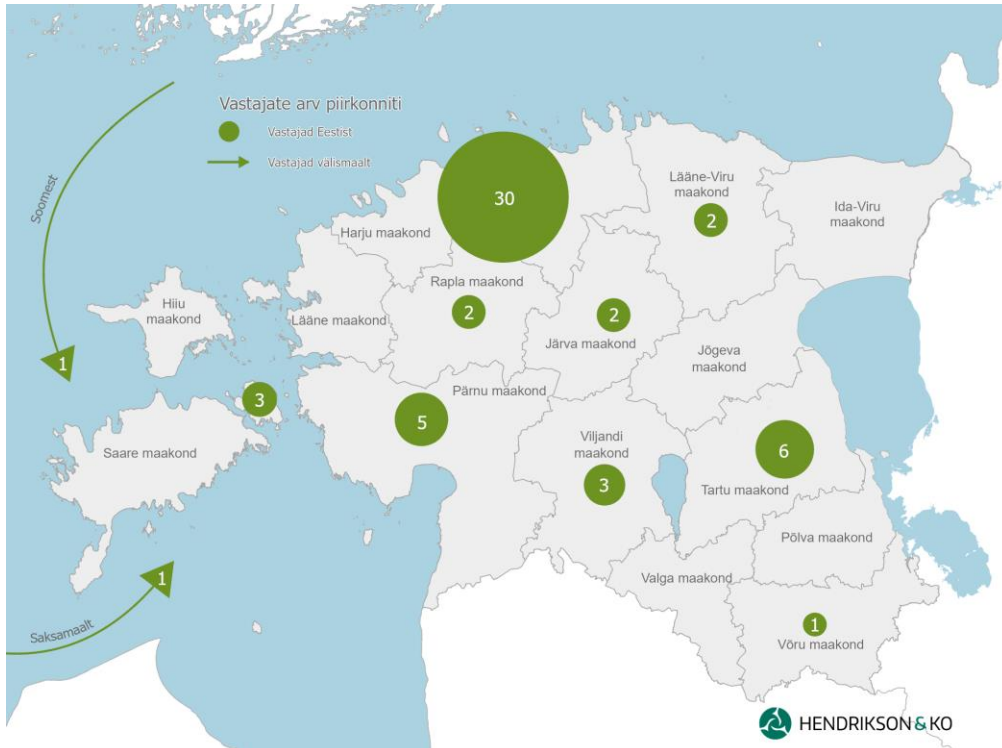 Vastajate arv piirkonniti
Vastajad Eestist
Vastajad välismaalt
Soomest
1
30
Harju maakond
Lääne-Viru
maakond
2
Ida-Viru
maakond
Hiiu
maakond
Lääne maakond
Rapla maakond
2
2
Järva maakond
Jõgeva
maakond
3
Saare maakond
Pärnu maakond
5
Viljandi
maakond
3
6
Tartu maakond
Põlva maakond
Valga maakond
1
Võru maakond
1
Saksamaalt
HENDRIKSON&KO